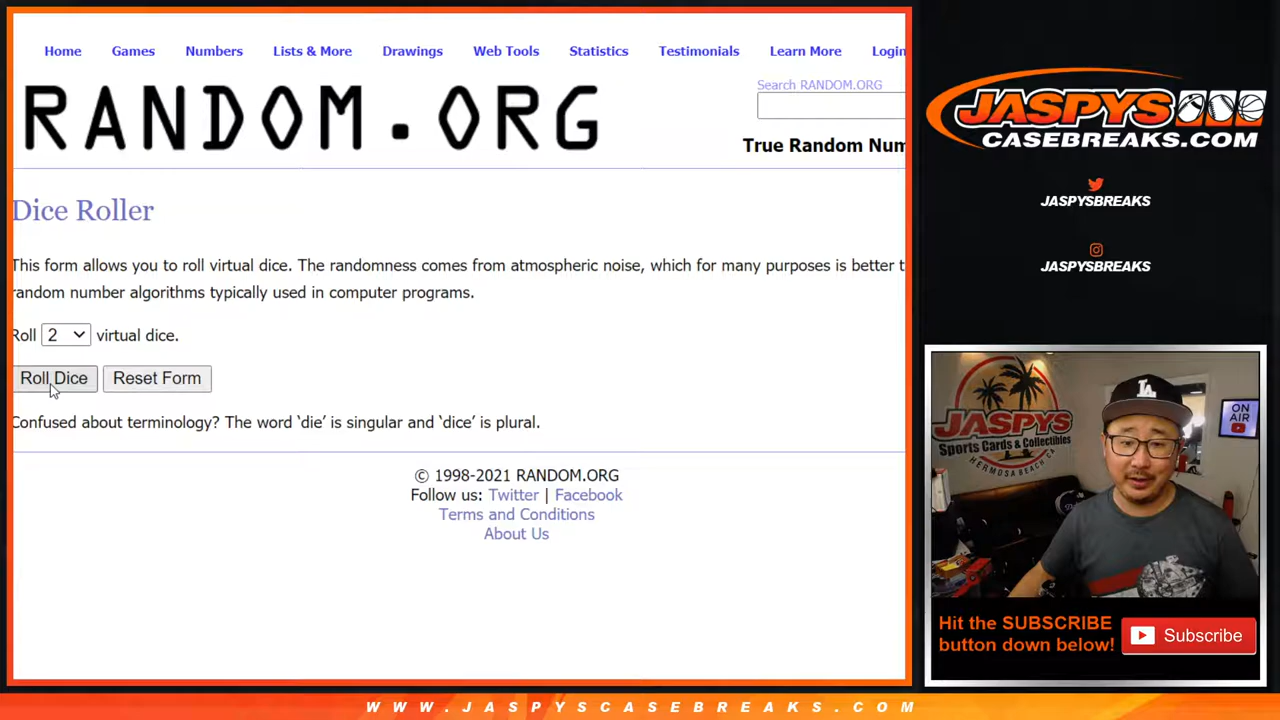 Home Games Numbers Lists & More Drawings Web Tools Statistics Testimonials Learn More Login
RANDOM.ORG
Search RANDOM.ORG
True Random Num
Dice Roller
This form allows you to roll virtual dice. The randomness comes from atmospheric noise, which for many purposes is better t
random number algorithms typically used in computer programs.
Roll 2 virtual dice.
Roll Dice Reset Form
Confused about terminology? The word ‘die’ is singular and ‘dice’ is plural.
© 1998-2021 RANDOM.ORG
Follow us: Twitter | Facebook
Terms and Conditions
About Us
JASPYS
CASEBREAKS.COM
JASPYSBREAKS
JASPYSBREAKS
JASPYS
Sports Cards & Collectibles
HERMOSA BEACH, CA
LA
ON
AIR
Hit the SUBSCRIBE
button down below!
Subscribe
WWW.JASPYSCASEBREAKS.COM